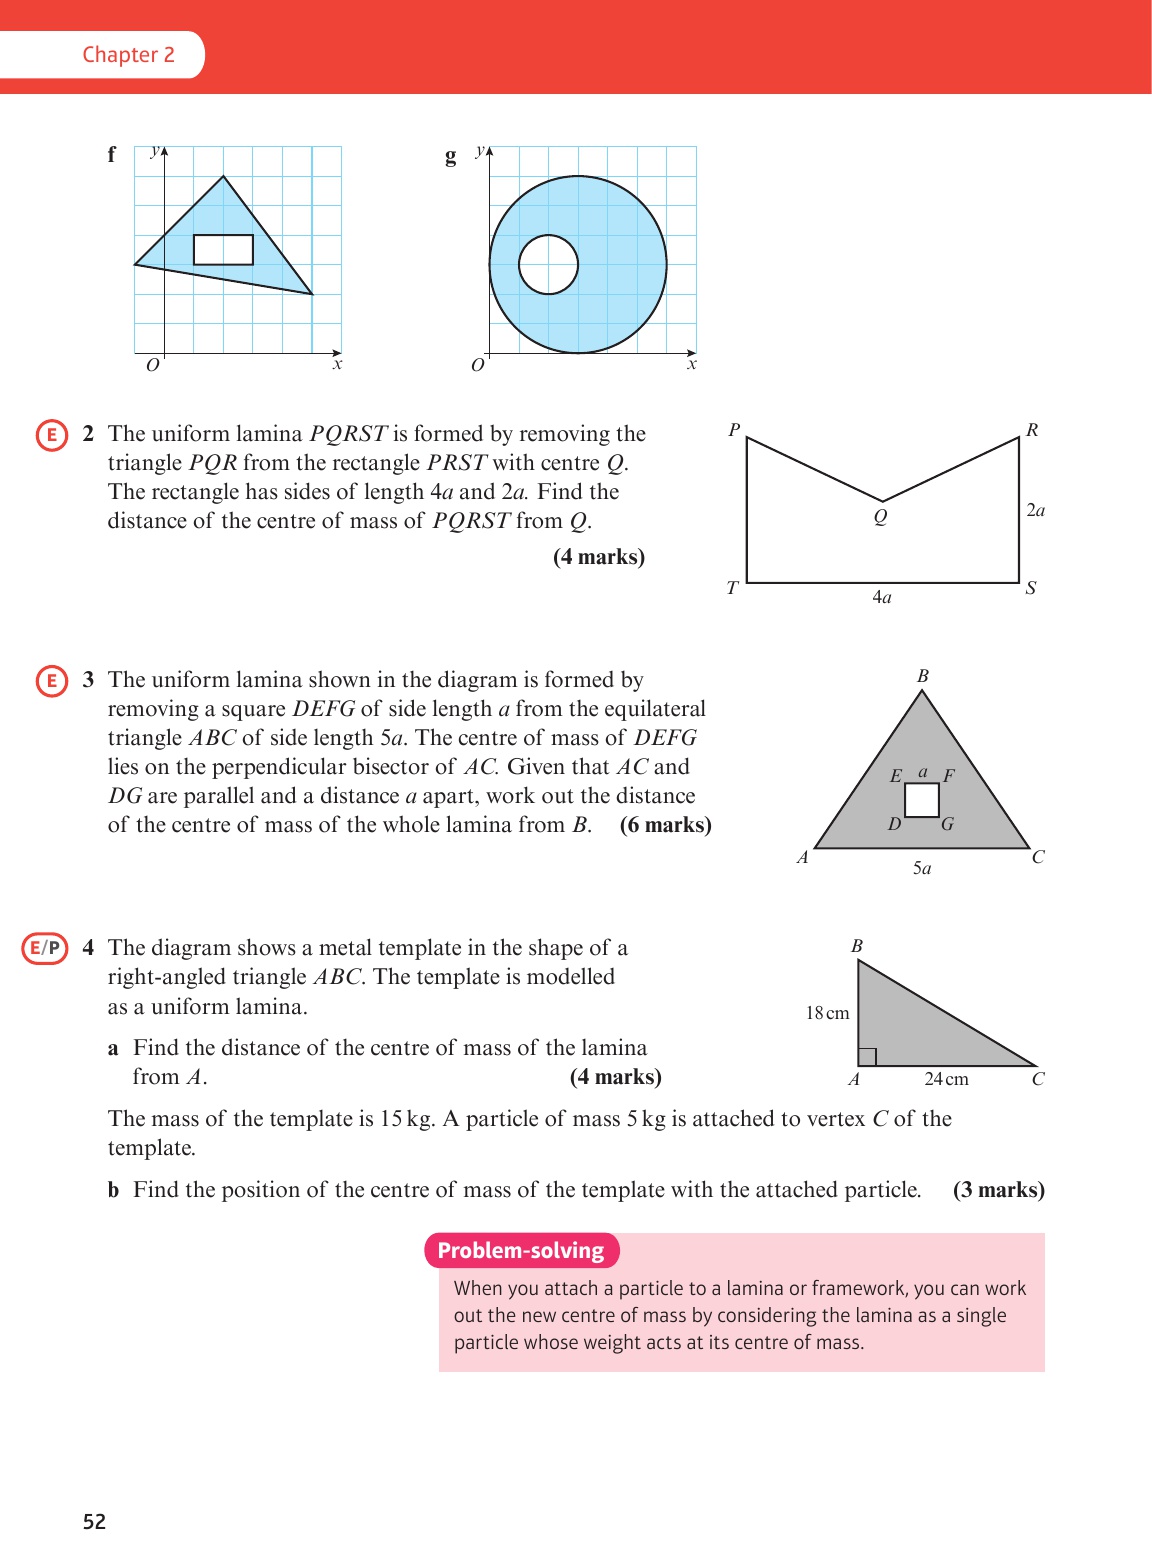 Chapter 2
f
y
O
x
g
y
O
x
E
2 The uniform lamina PQRST is formed by removing the
triangle PQR from the rectangle PRST with centre Q.
The rectangle has sides of length 4a and 2a. Find the
distance of the centre of mass of PQRST from Q.
(4 marks)
P
R
Q
2a
T
S
4a
E
3 The uniform lamina shown in the diagram is formed by
removing a square DEFG of side length a from the equilateral
triangle ABC of side length 5a. The centre of mass of DEFG
lies on the perpendicular bisector of AC. Given that AC and
DG are parallel and a distance a apart, work out the distance
of the centre of mass of the whole lamina from B. (6 marks)
B
E a F
D G
A
C
5a
E/P
4 The diagram shows a metal template in the shape of a
right-angled triangle ABC. The template is modelled
as a uniform lamina.
a Find the distance of the centre of mass of the lamina
from A. (4 marks)
B
18 cm
A
24 cm
C
The mass of the template is 15 kg. A particle of mass 5 kg is attached to vertex C of the
template.
b Find the position of the centre of mass of the template with the attached particle. (3 marks)
Problem-solving
When you attach a particle to a lamina or framework, you can work
out the new centre of mass by considering the lamina as a single
particle whose weight acts at its centre of mass.
52